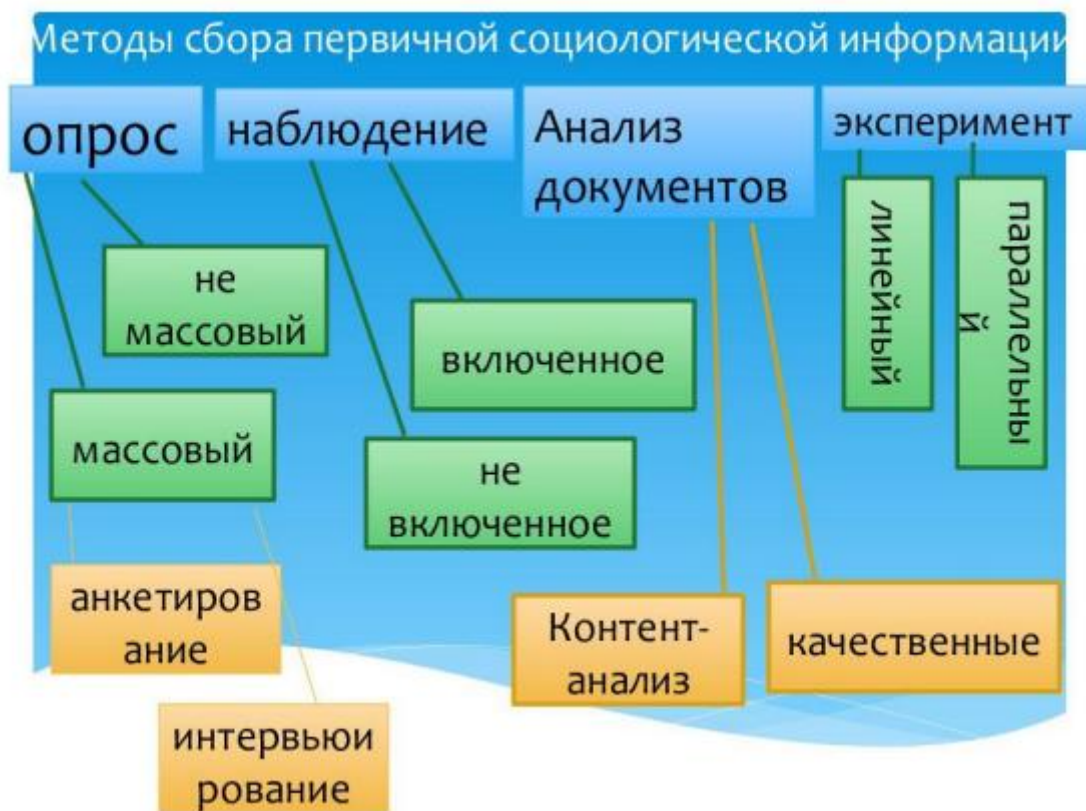 Методы сбора первичной социологической информации
опрос
наблюдение
Анализ
документов
эксперимент
не
массовый
массовый
включенное
не
включенное
линейный
параллельны
й
анкетиров
ание
интервьюи
рование
Контент-
анализ
качественные